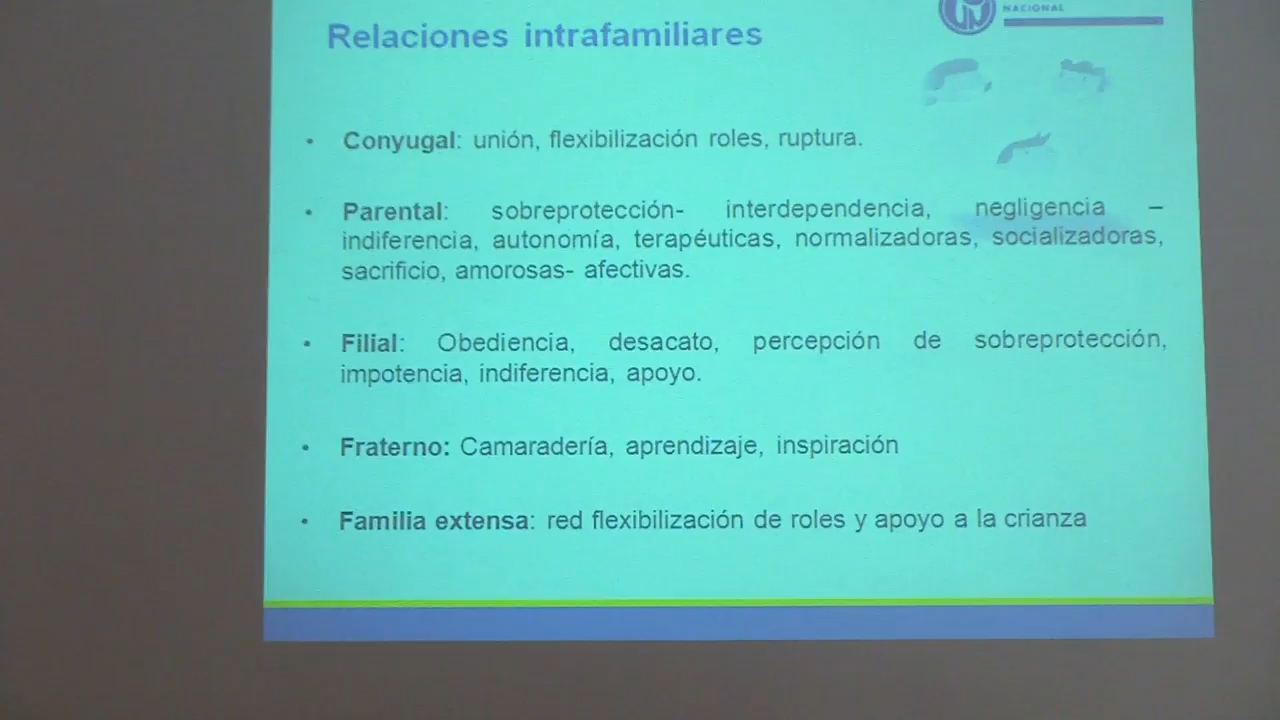 NACIONAL
Relaciones intrafamiliares
• Conyugal: unión, flexibilización roles, ruptura.
• Parental: sobreprotección- interdependencia, negligencia –
indiferencia, autonomía, terapéuticas, normalizadoras, socializadoras,
sacrificio, amorosas- afectivas.
• Filial: Obediencia, desacato, percepción de sobreprotección,
impotencia, indiferencia, apoyo.
• Fraterno: Camaradería, aprendizaje, inspiración
• Familia extensa: red flexibilización de roles y apoyo a la crianza